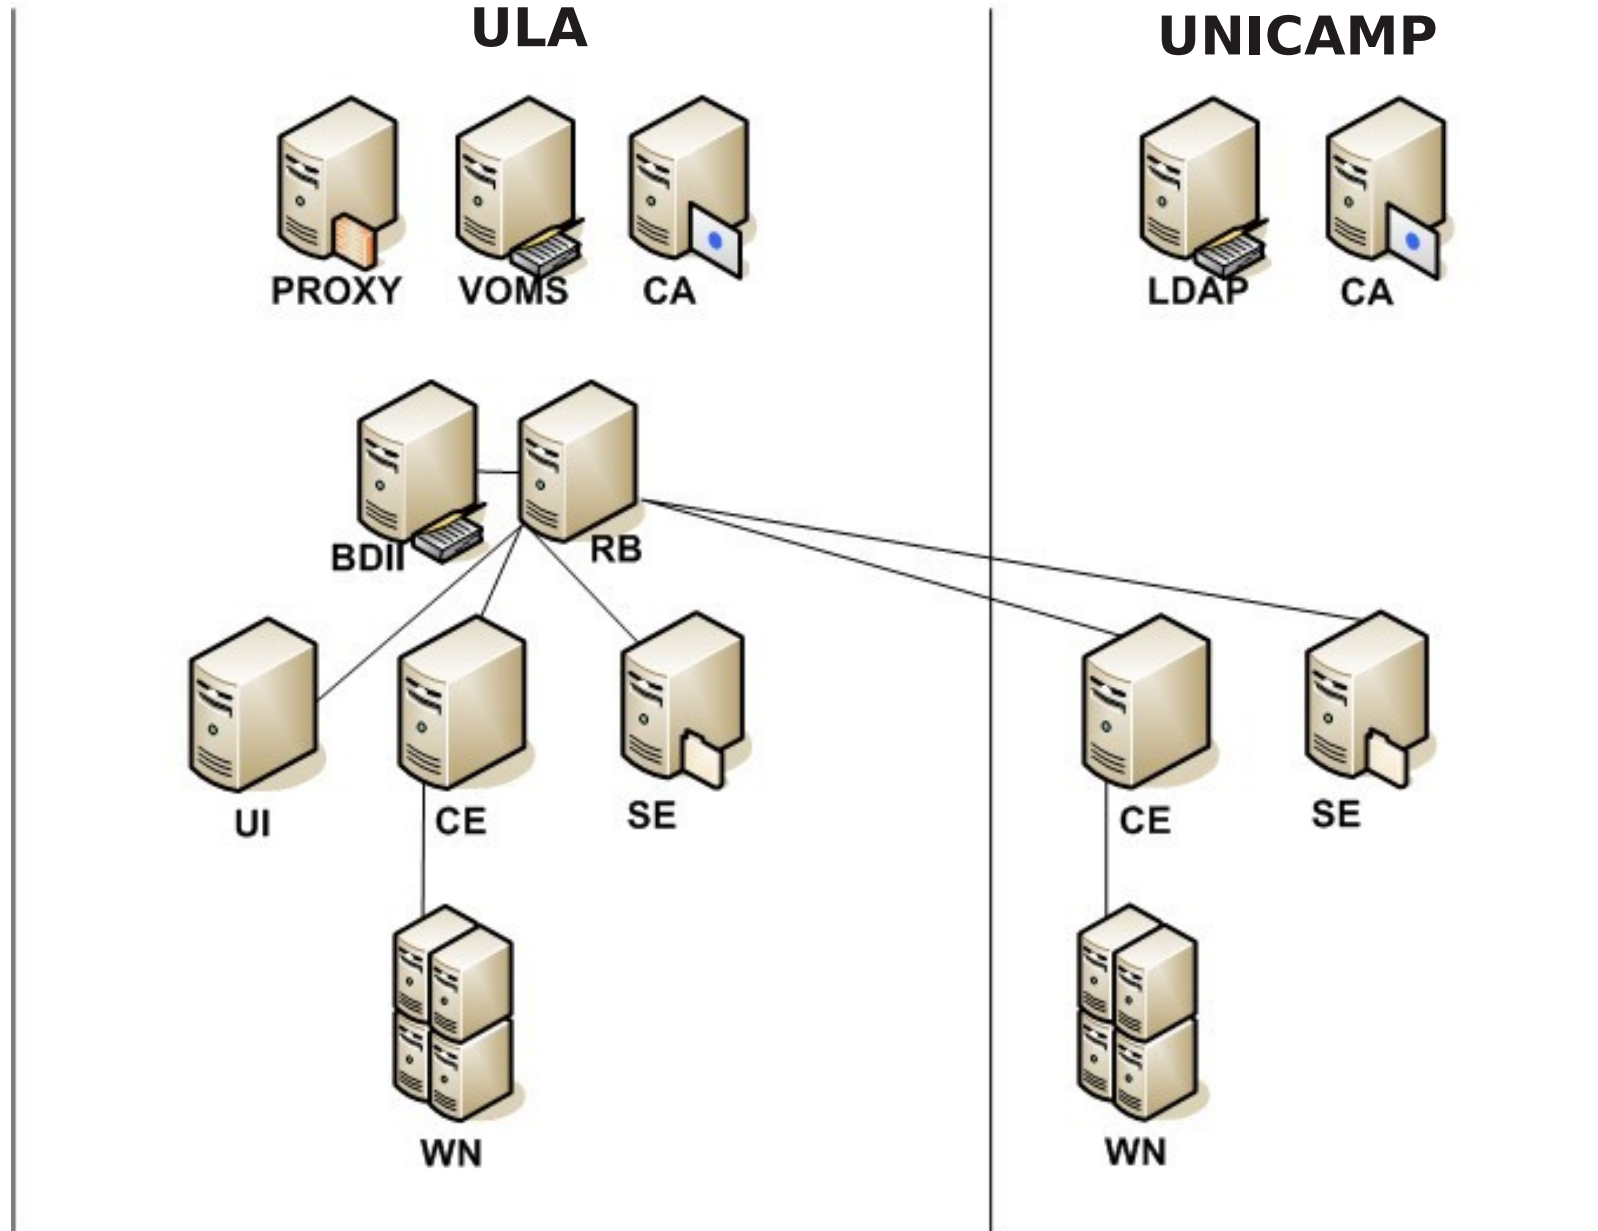 ULA
UNICAMP
PROXY VOMS CA
LDAP CA
BDII RB
UI CE SE
CE SE
WN
WN